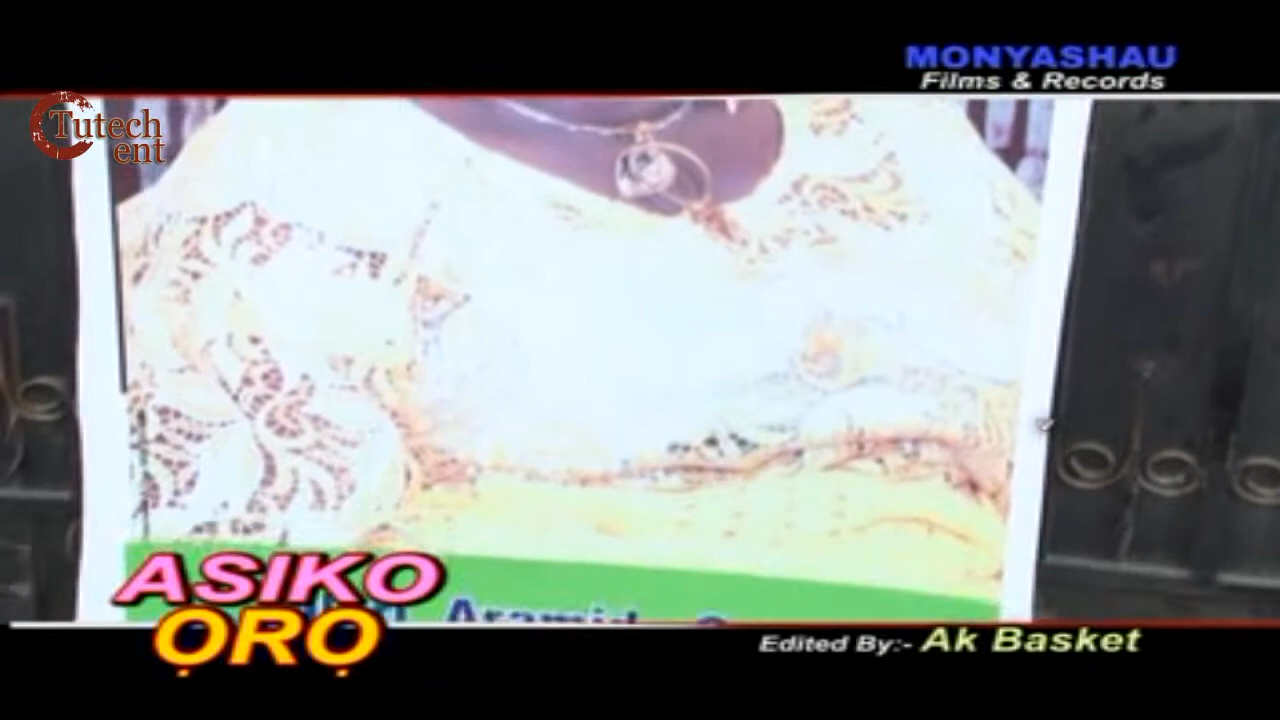 MONYASHAU
Films & Records
Tutech
ent
ASIKO
ỌRỌ
Edited By:- Ak Basket